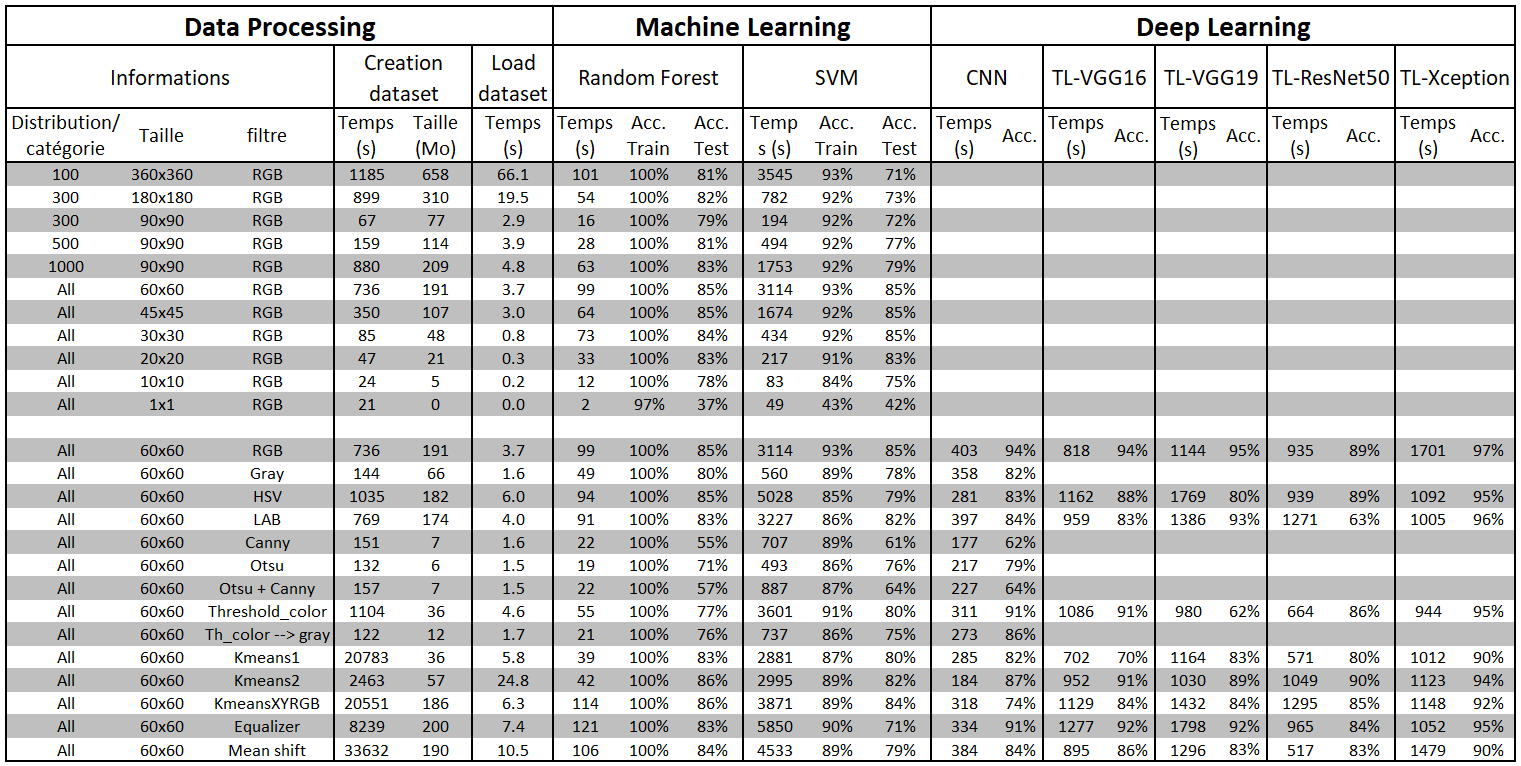 Data Processing Machine Learning Deep Learning
Informations Creation dataset Load dataset Random Forest SVM CNN TL-VGG16 TL-VGG19 TL-ResNet50 TL-Xception
Distribution/ catégorie Taille filtre Temps (s) Taille (Mo) Temps (s) Temps (s) Acc. Train Acc. Test Temp s (s) Acc. Train Acc. Test Temps (s) Acc. Temps (s) Acc. Temps (s) Acc. Temps (s) Acc. Temps (s) Acc.
100 360x360 RGB 1185 658 66.1 101 100% 81% 3545 93% 71%
300 180x180 RGB 899 310 19.5 54 100% 82% 782 92% 73%
300 90x90 RGB 67 77 2.9 16 100% 79% 194 92% 72%
500 90x90 RGB 159 114 3.9 28 100% 81% 494 92% 77%
1000 90x90 RGB 880 209 4.8 63 100% 83% 1753 92% 79%
All 60x60 RGB 736 191 3.7 99 100% 85% 3114 93% 85%
All 45x45 RGB 350 107 3.0 64 100% 85% 1674 92% 85%
All 30x30 RGB 85 48 0.8 73 100% 84% 434 92% 85%
All 20x20 RGB 47 21 0.3 33 100% 83% 217 91% 83%
All 10x10 RGB 24 5 0.2 12 100% 78% 83 84% 75%
All 1x1 RGB 21 0 0.0 2 97% 37% 49 43% 42%
All 60x60 RGB 736 191 3.7 99 100% 85% 3114 93% 85% 403 94% 818 94% 1144 95% 935 89% 1701 97%
All 60x60 Gray 144 66 1.6 49 100% 80% 560 89% 78% 358 82%
All 60x60 HSV 1035 182 6.0 94 100% 85% 5028 85% 79% 281 83% 1162 88% 1769 80% 939 89% 1092 95%
All 60x60 LAB 769 174 4.0 91 100% 83% 3227 86% 82% 397 84% 959 83% 1386 93% 1271 63% 1005 96%
All 60x60 Canny 151 7 1.6 22 100% 55% 707 89% 61% 177 62%
All 60x60 Otsu 132 6 1.5 19 100% 71% 493 86% 76% 217 79%
All 60x60 Otsu + Canny 157 7 1.5 22 100% 57% 887 87% 64% 227 64%
All 60x60 Threshold_color 1104 36 4.6 55 100% 77% 3601 91% 80% 311 91% 1086 91% 980 62% 664 86% 944 95%
All 60x60 Th_color --> gray 122 12 1.7 21 100% 76% 737 86% 75% 273 86%
All 60x60 Kmeans1 20783 36 5.8 39 100% 83% 2881 87% 80% 285 82% 702 70% 1164 83% 571 80% 1012 90%
All 60x60 Kmeans2 2463 57 24.8 42 100% 86% 2995 89% 82% 184 87% 952 91% 1030 89% 1049 90% 1123 94%
All 60x60 KmeansXYRGB 20551 186 6.3 114 100% 86% 3871 89% 84% 318 74% 1129 84% 1432 84% 1295 85% 1148 92%
All 60x60 Equalizer 8239 200 7.4 121 100% 83% 5850 90% 71% 334 91% 1277 92% 1798 92% 965 84% 1052 95%
All 60x60 Mean shift 33632 190 10.5 106 100% 84% 4533 89% 79% 384 84% 895 86% 1296 83% 517 83% 1479 90%